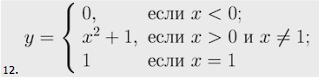 0, если x < 0;
y = { x² + 1, если x > 0 и x ≠ 1;
1 если x = 1
12.